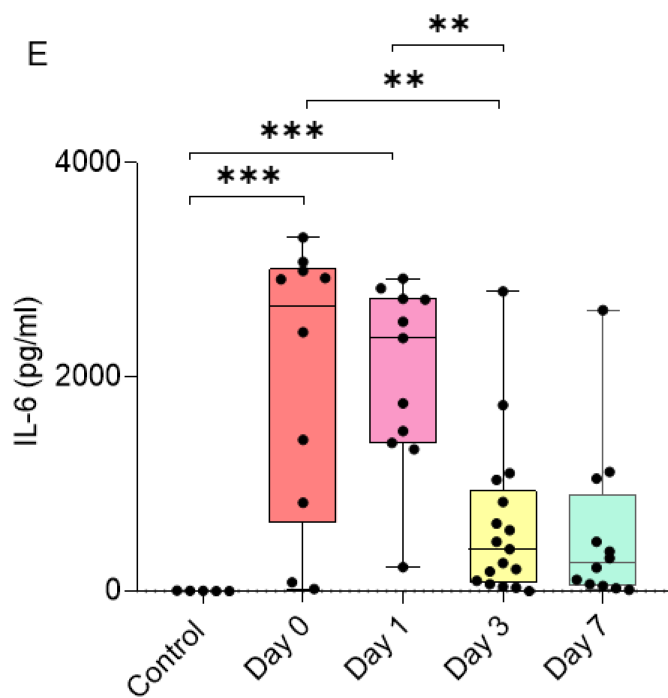 E
**
**
***
***
4000
2000
0
IL-6 (pg/ml)
Control
Day 0
Day 1
Day 3
Day 7